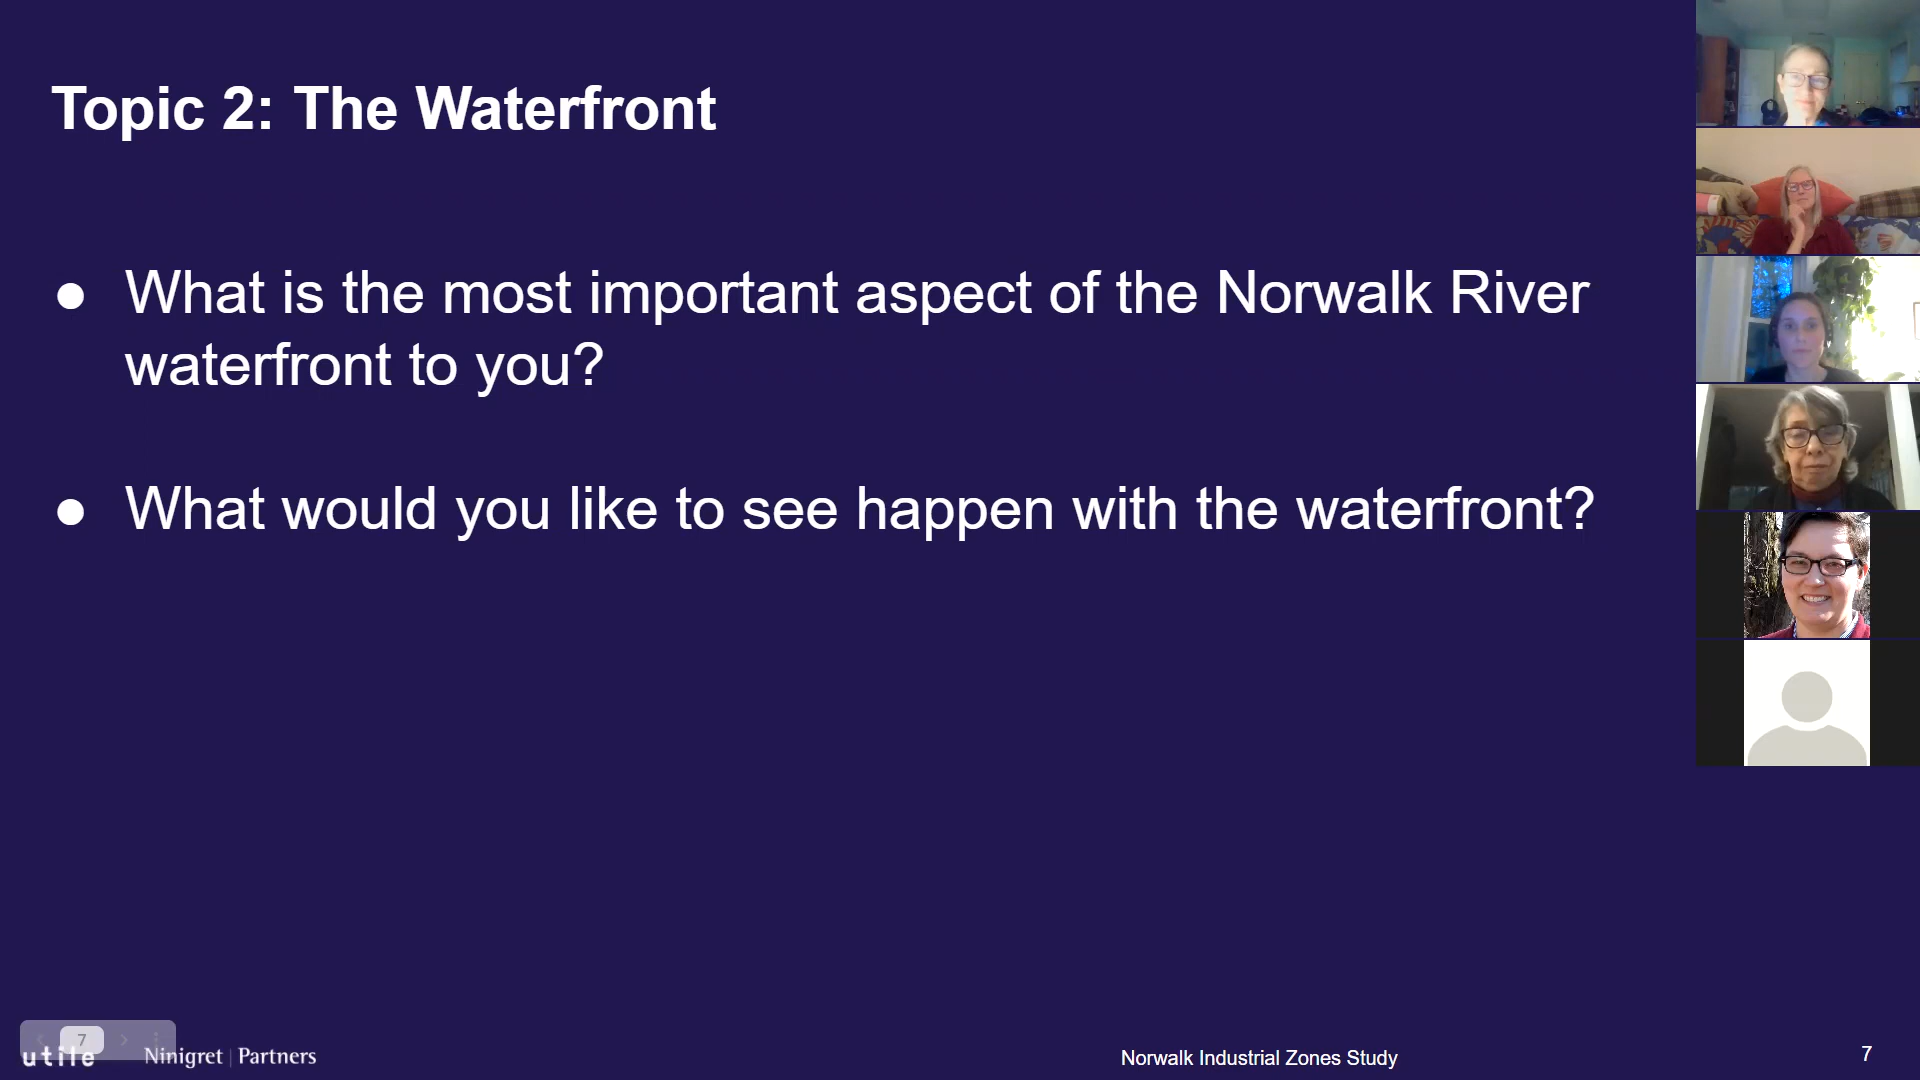 Topic 2: The Waterfront
● What is the most important aspect of the Norwalk River
waterfront to you?
● What would you like to see happen with the waterfront?
7
utile
Ninigret | Partners
Norwalk Industrial Zones Study
7